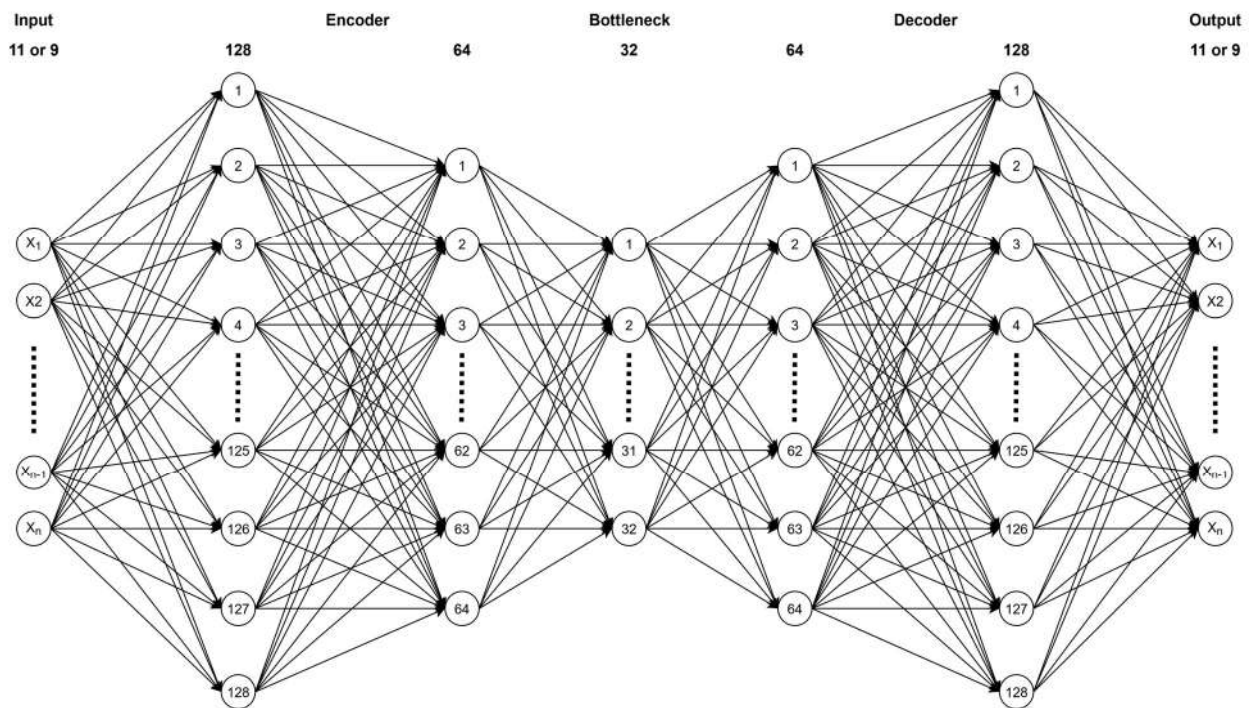 Input Encoder Bottleneck Decoder Output
11 or 9 128 64 32 64 128 11 or 9
1 1
2 1 1 2
X₁ 3 2 1 2 3 X₁
X2 X2
4 3 2 3 4
125 62 31 62 125
Xₙ₋₁ Xₙ₋₁
Xₙ 126 63 32 63 126 Xₙ
127 64 64 127
128 128